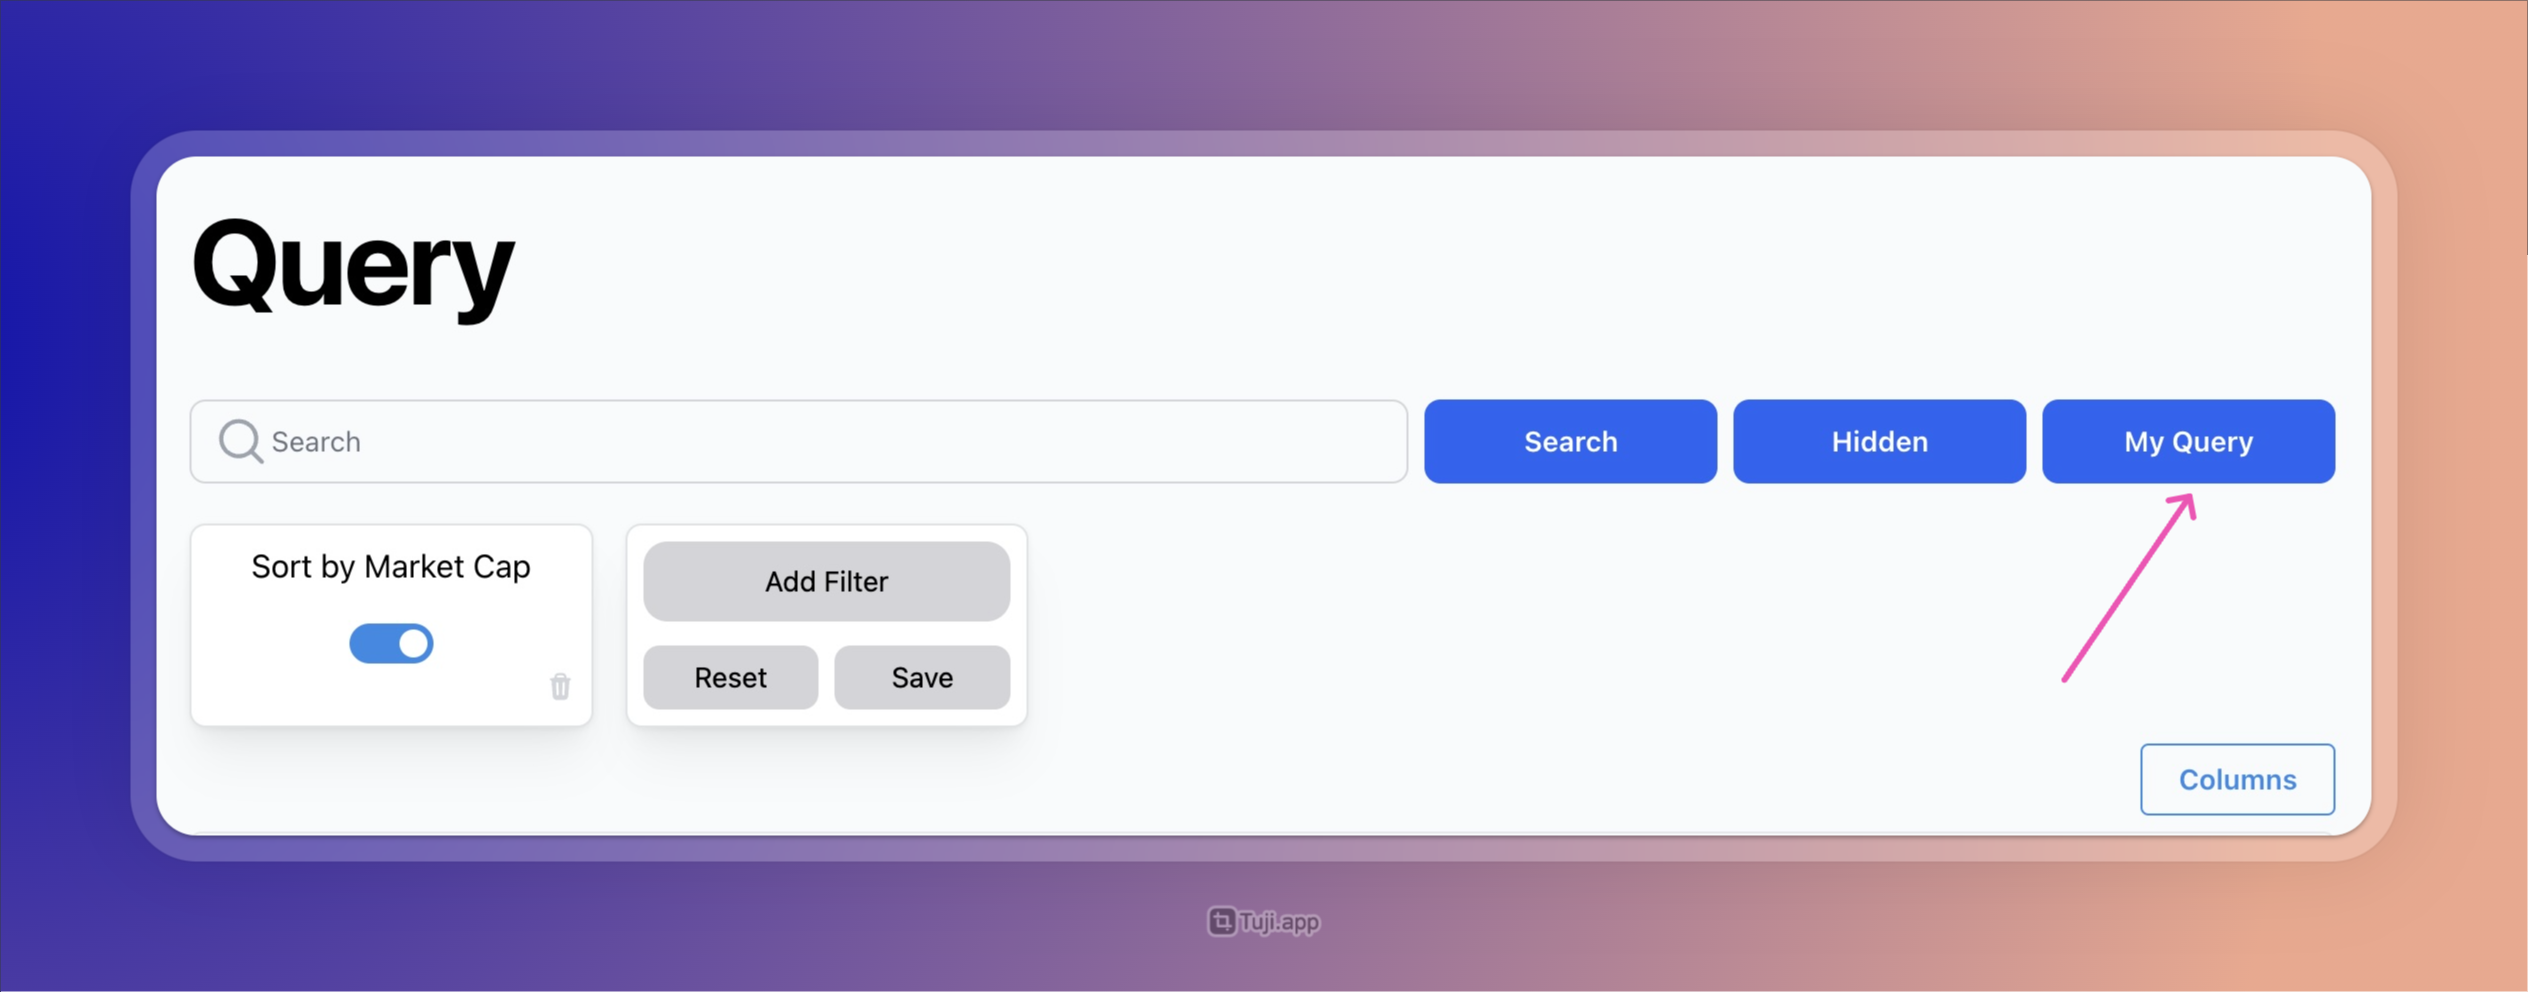 Query
Search
Search
Hidden
My Query
Sort by Market Cap
Add Filter
Reset
Save
Columns
Tuji.app